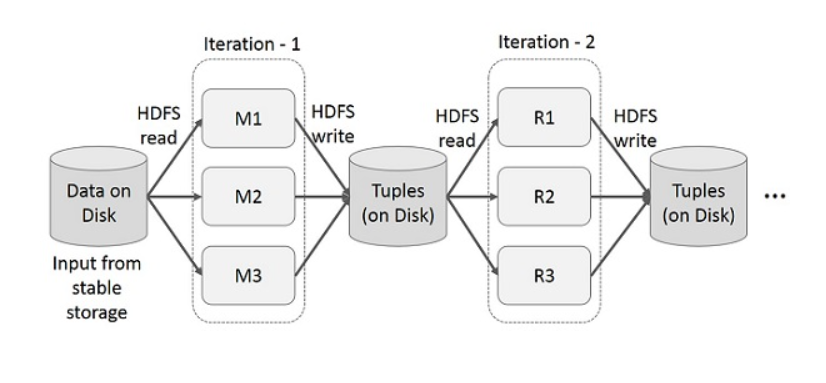 Iteration - 1
Iteration - 2
HDFS
read
M1
HDFS
write
HDFS
read
R1
HDFS
write
Data on
Disk
M2
Tuples
(on Disk)
R2
Tuples
(on Disk)
...
Input from
stable
storage
M3
R3